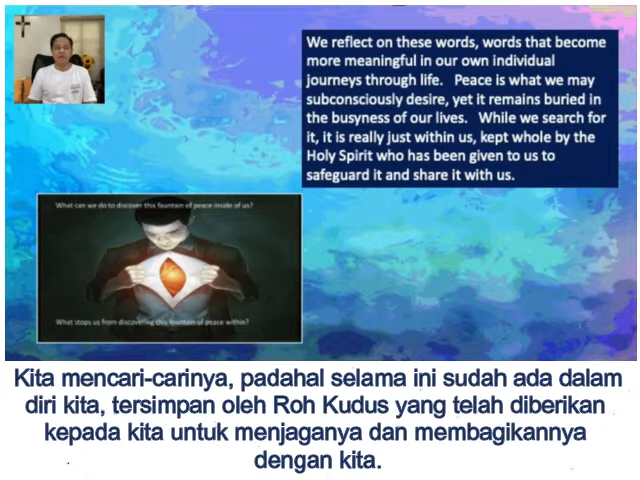 We reflect on these words, words that become
more meaningful in our own individual
journeys through life. Peace is what we may
subconsciously desire, yet it remains buried in
the busyness of our lives. While we search for
it, it is really just within us, kept whole by the
Holy Spirit who has been given to us to
safeguard it and share it with us.
What can we do to discover this fountain of peace inside of us?
What stops us from discovering this fountain of peace within?
Kita mencari-carinya, padahal selama ini sudah ada dalam
diri kita, tersimpan oleh Roh Kudus yang telah diberikan
kepada kita untuk menjaganya dan membagikannya
dengan kita.